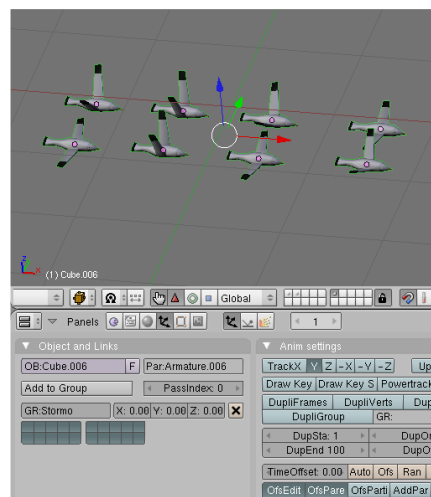 z
x
(1) Cube.006
Global
Panels
1
Object and Links
Anim settings
OB:Cube.006
F
Par:Armature.006
TrackX
Y
Z
-X
-Y
-Z
Up
Add to Group
PassIndex: 0
Draw Key
Draw Key S
Powertrack
GR:Stormo
X: 0.00
Y: 0.00
Z: 0.00
DupliFrames
DupliVerts
Dup
DupliGroup
GR:
DupSta: 1
DupOn
DupEnd 100
DupO
TimeOffset: 0.00
Auto
Ofs
Ran
OfsEdit
OfsPare
OfsParti
AddPar